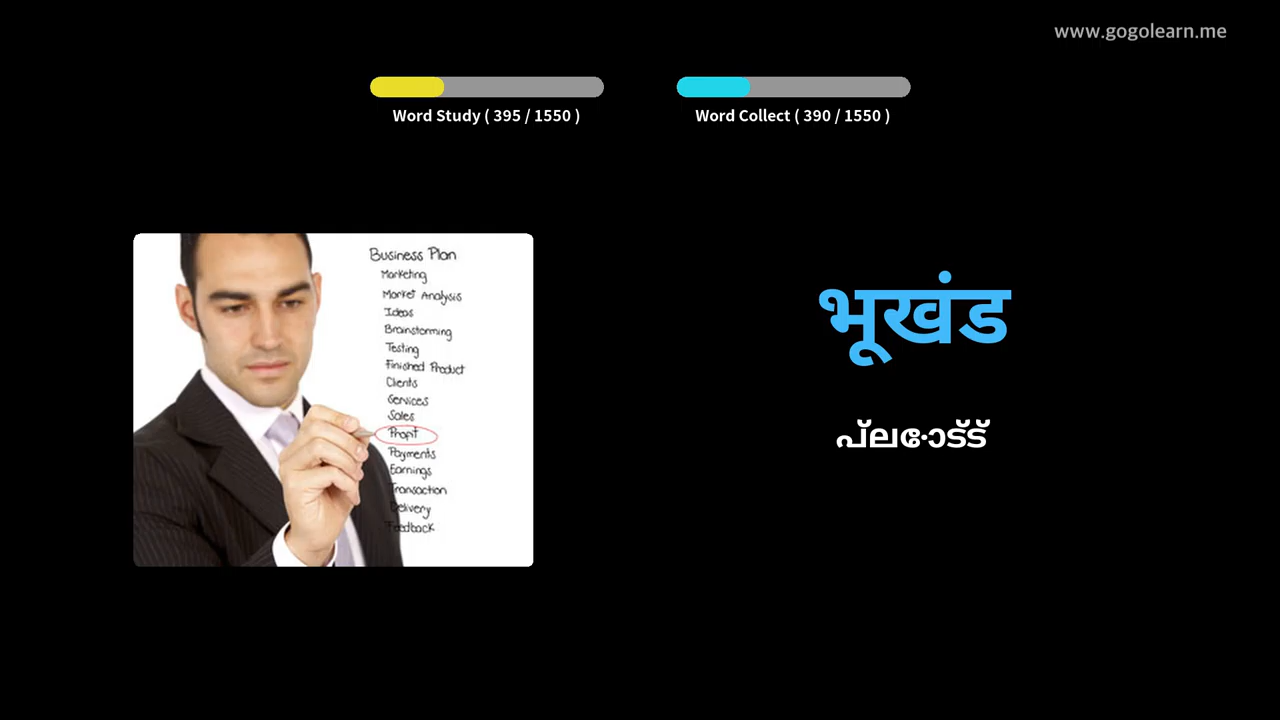 www.gogolearn.me
Word Study ( 395 / 1550 )
Word Collect ( 390 / 1550 )
Business Plan
Marketing
Market Analysis
Ideas
Brainstorming
Testing
Finished Product
Clients
Services
Sales
Profit
Payments
Earnings
Transaction
Delivery
Feedback
भूखंड
പ്ലോട്ട്